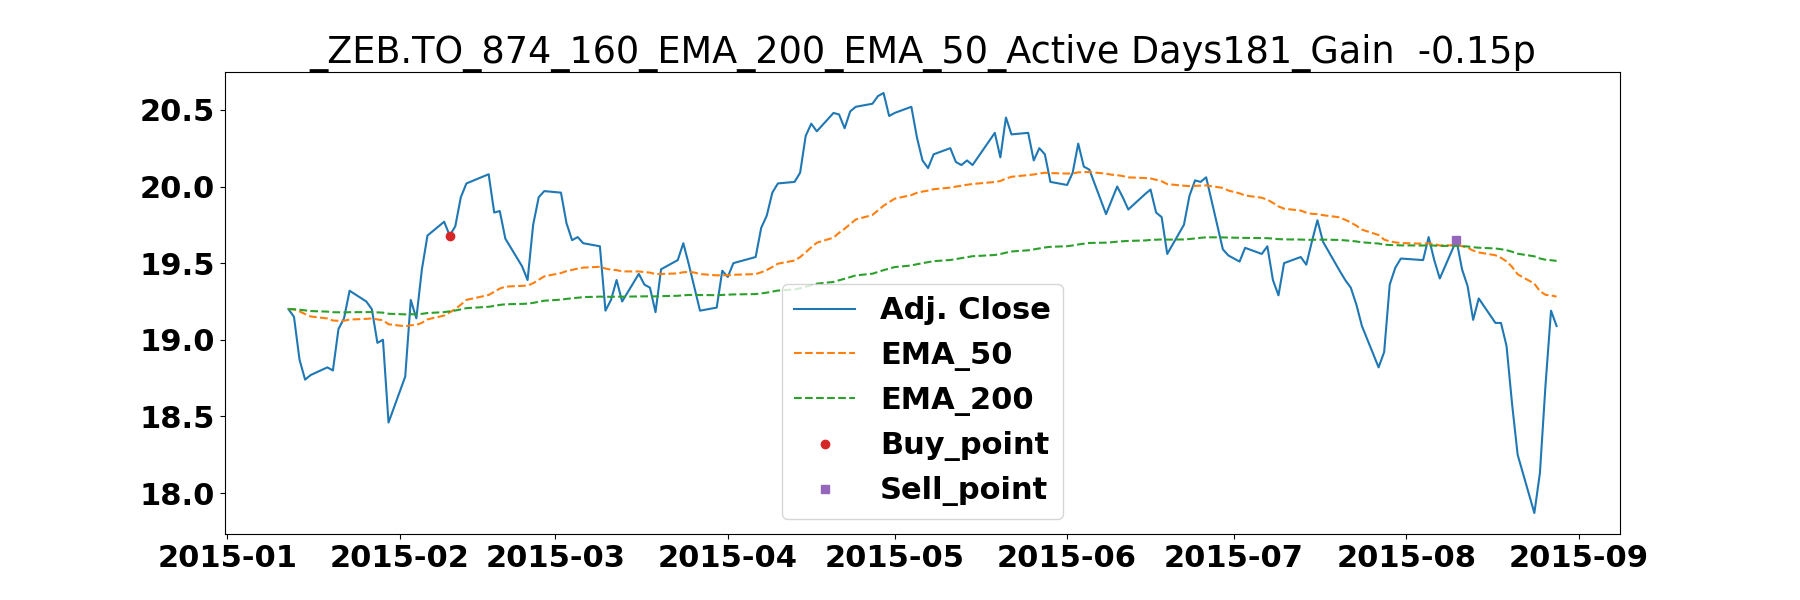 _ZEB.TO_874_160_EMA_200_EMA_50_Active Days181_Gain  -0.15p
20.5
20.0
19.5
19.0
18.5
18.0
Adj. Close
EMA_50
EMA_200
Buy_point
Sell_point
2015-01 2015-02 2015-03 2015-04 2015-05 2015-06 2015-07 2015-08 2015-09